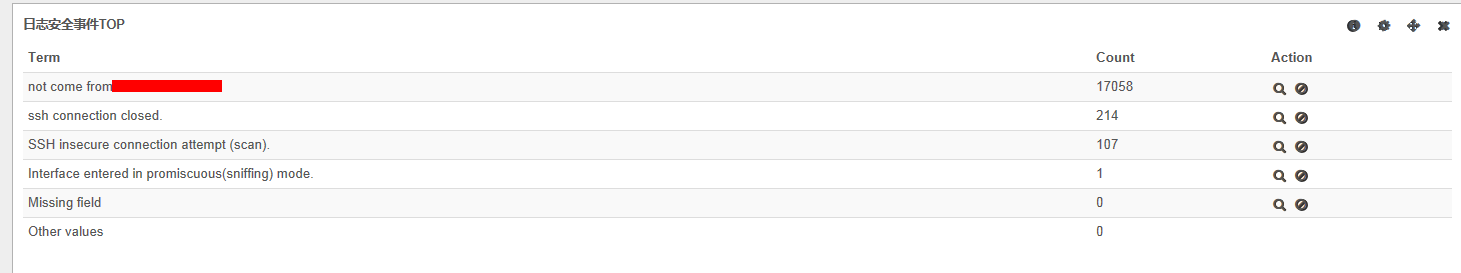 日志安全事件TOP
Term Count Action
not come from 17058
ssh connection closed. 214
SSH insecure connection attempt (scan). 107
Interface entered in promiscuous(sniffing) mode. 1
Missing field 0
Other values 0